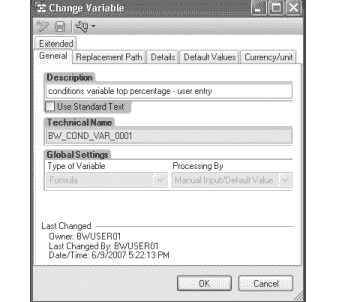 Change Variable
Extended
General Replacement Path Details Default Values Currency/unit
Description
conditions variable top percentage - user entry
Use Standard Text
Technical Name
BW_COND_VAR_0001
Global Settings
Type of Variable Processing By
Formula Manual Input/Default Value
Last Changed
Owner: BWUSER01
Last Changed By: BWUSER01
Date/Time: 6/9/2007 5:22:13 PM
OK Cancel